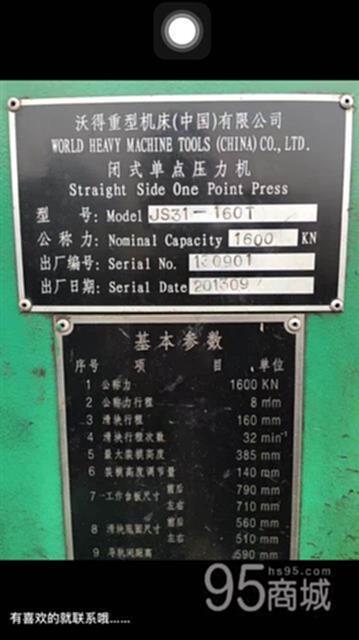 沃得重型机床(中国)有限公司
WORLD HEAVY MACHINE TOOLS (CHINA) CO., LTD.
闭式单点压力机
Straight Side One Point Press
型 号: Model JS31-160T
公称力: Nominal Capacity 1600 KN
出厂编号: Serial No. 130901
出厂日期: Serial Date 201309
基本参数
序号 项 目 单位
1 公称力 1600 KN
2 公称力行程 8 mm
3 滑块行程 160 mm
4 滑块行程次数 32 min⁻¹
5 最大装模高度 385 mm
6 装模高度调节量 140 mm
7 工作台板尺寸 前后 790 mm
左右 710 mm
8 滑块底面尺寸 前后 560 mm
左右 510 mm
9 导轨间距离 590 mm
hs95.com
95商城
有喜欢的就联系哦......